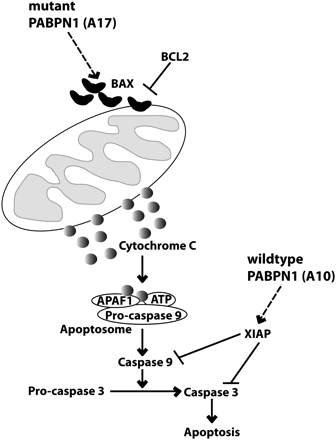 mutant
PABPN1 (A17)
BCL2
BAX
Cytochrome C
wildtype
PABPN1 (A10)
APAF1 ATP
Pro-caspase 9
Apoptosome
XIAP
Caspase 9
Pro-caspase 3 Caspase 3
Apoptosis